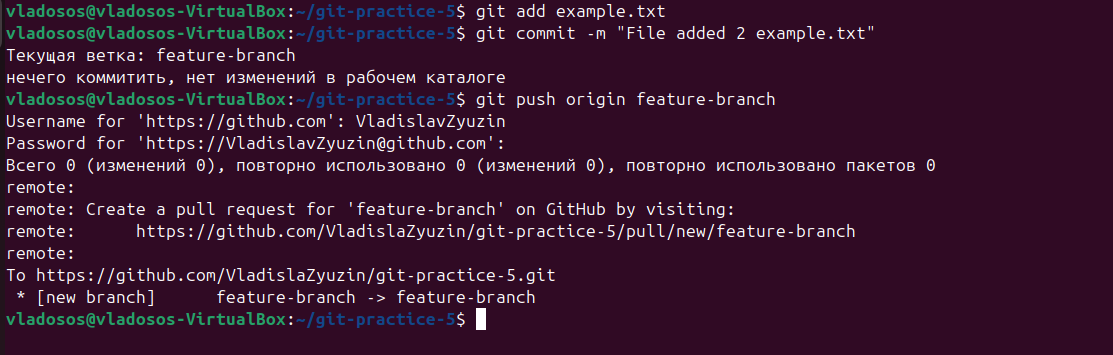 vladosos@vladosos-VirtualBox:~/git-practice-5$ git add example.txt
vladosos@vladosos-VirtualBox:~/git-practice-5$ git commit -m "File added 2 example.txt"
Текущая ветка: feature-branch
нечего коммитить, нет изменений в рабочем каталоге
vladosos@vladosos-VirtualBox:~/git-practice-5$ git push origin feature-branch
Username for 'https://github.com': VladislavZyuzin
Password for 'https://VladislavZyuzin@github.com':
Всего 0 (изменений 0), повторно использовано 0 (изменений 0), повторно использовано пакетов 0
remote:
remote: Create a pull request for 'feature-branch' on GitHub by visiting:
remote:      https://github.com/VladislaZyuzin/git-practice-5/pull/new/feature-branch
remote:
To https://github.com/VladislaZyuzin/git-practice-5.git
 * [new branch]      feature-branch -> feature-branch
vladosos@vladosos-VirtualBox:~/git-practice-5$